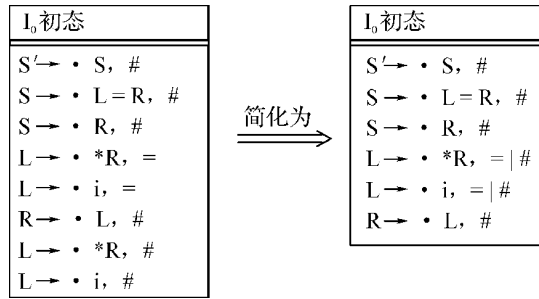 I₀初态
S′→ · S, #
S→ · L=R, #
S→ · R, #
L→ · *R, =
L→ · i, =
R→ · L, #
L→ · *R, #
L→ · i, #
简化为
I₀初态
S′→ · S, #
S→ · L=R, #
S→ · R, #
L→ · *R, =|#
L→ · i, =|#
R→ · L, #